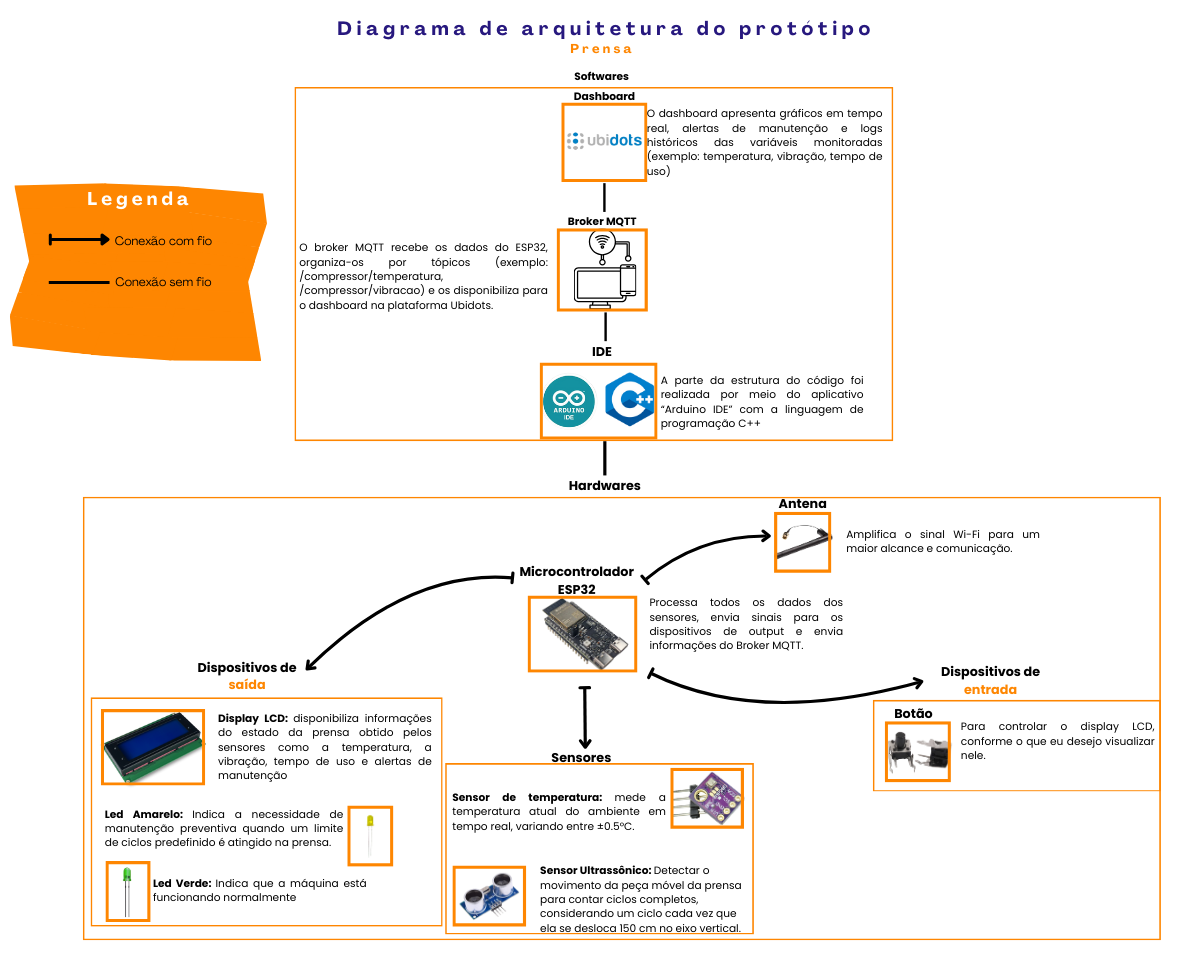 Diagrama de arquitetura do protótipo
Prensa
Softwares
Dashboard
ubidots
O dashboard apresenta gráficos em tempo
real, alertas de manutenção e logs
históricos das variáveis monitoradas
(exemplo: temperatura, vibração, tempo de
uso)
Legenda
Conexão com fio
Conexão sem fio
Broker MQTT
O broker MQTT recebe os dados do ESP32,
organiza-os por tópicos (exemplo:
/compressor/temperatura,
/compressor/vibracao) e os disponibiliza para
o dashboard na plataforma Ubidots.
IDE
ARDUINO
IDE
C++
A parte da estrutura do código foi
realizada por meio do aplicativo
“Arduino IDE” com a linguagem de
programação C++
Hardwares
Antena
Amplifica o sinal Wi-Fi para um
maior alcance e comunicação.
Microcontrolador
ESP32
Processa todos os dados dos
sensores, envia sinais para os
dispositivos de output e envia
informações do Broker MQTT.
Dispositivos de
saída
Display LCD: disponibiliza informações
do estado da prensa obtido pelos
sensores como a temperatura, a
vibração, tempo de uso e alertas de
manutenção
Led Amarelo: Indica a necessidade de
manutenção preventiva quando um limite
de ciclos predefinido é atingido na prensa.
Led Verde: Indica que a máquina está
funcionando normalmente
Sensores
Sensor de temperatura: mede a
temperatura atual do ambiente em
tempo real, variando entre ±0.5°C.
Sensor Ultrassônico: Detectar o
movimento da peça móvel da prensa
para contar ciclos completos,
considerando um ciclo cada vez que
ela se desloca 150 cm no eixo vertical.
Dispositivos de
entrada
Botão
Para controlar o display LCD,
conforme o que eu desejo visualizar
nele.